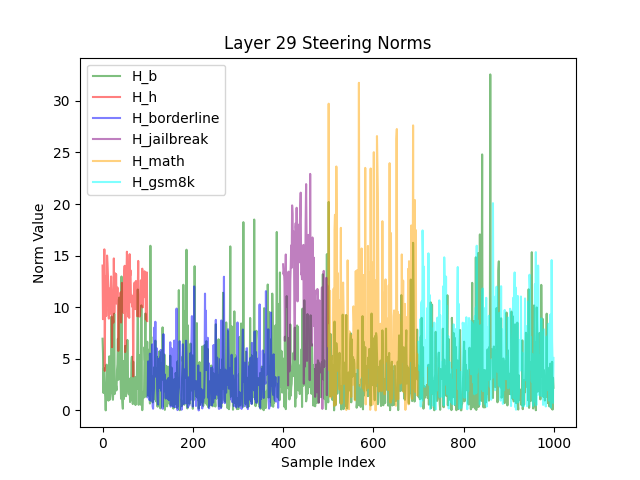 Layer 29 Steering Norms
H_b
H_h
H_borderline
H_jailbreak
H_math
H_gsm8k
Norm Value
30
25
20
15
10
5
0
0
200
400
600
800
1000
Sample Index